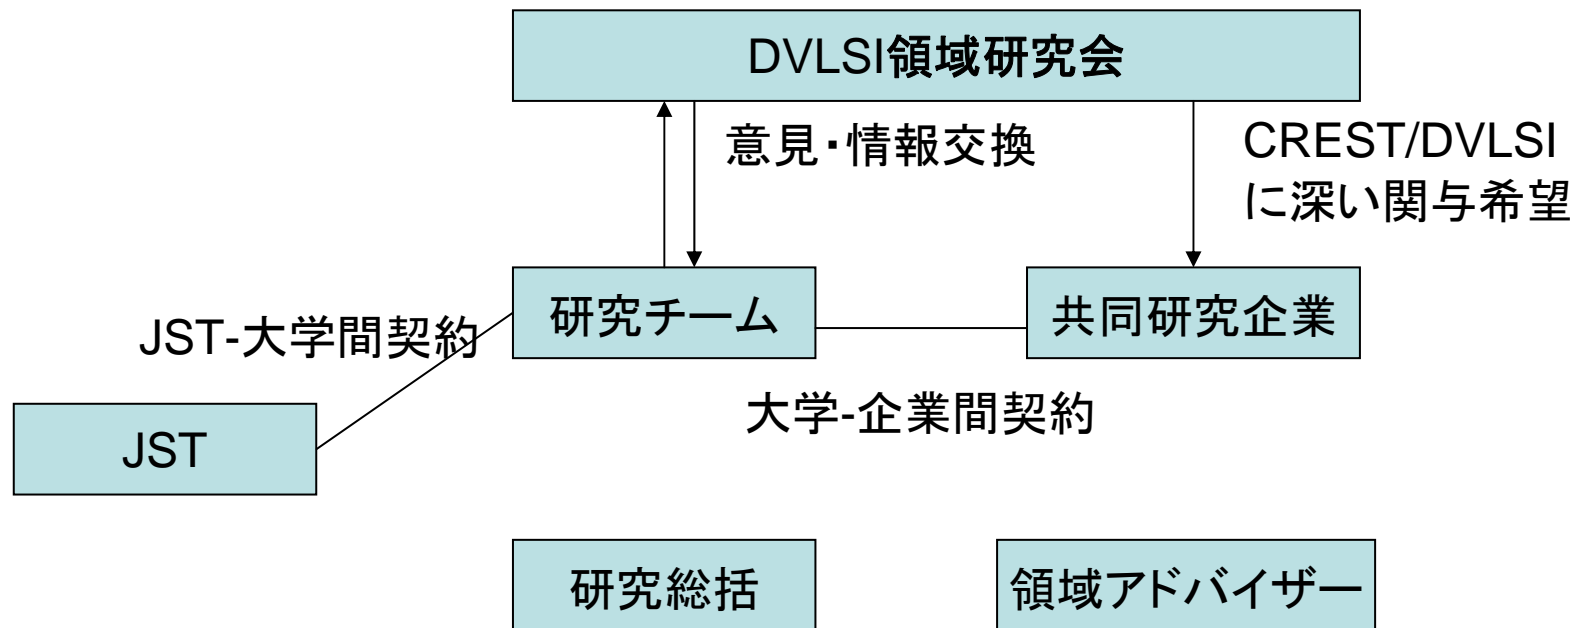 DVLSI領域研究会
意見・情報交換
CREST/DVLSI
に深い関与希望
研究チーム
共同研究企業
JST-大学間契約
大学-企業間契約
JST
研究総括
領域アドバイザー